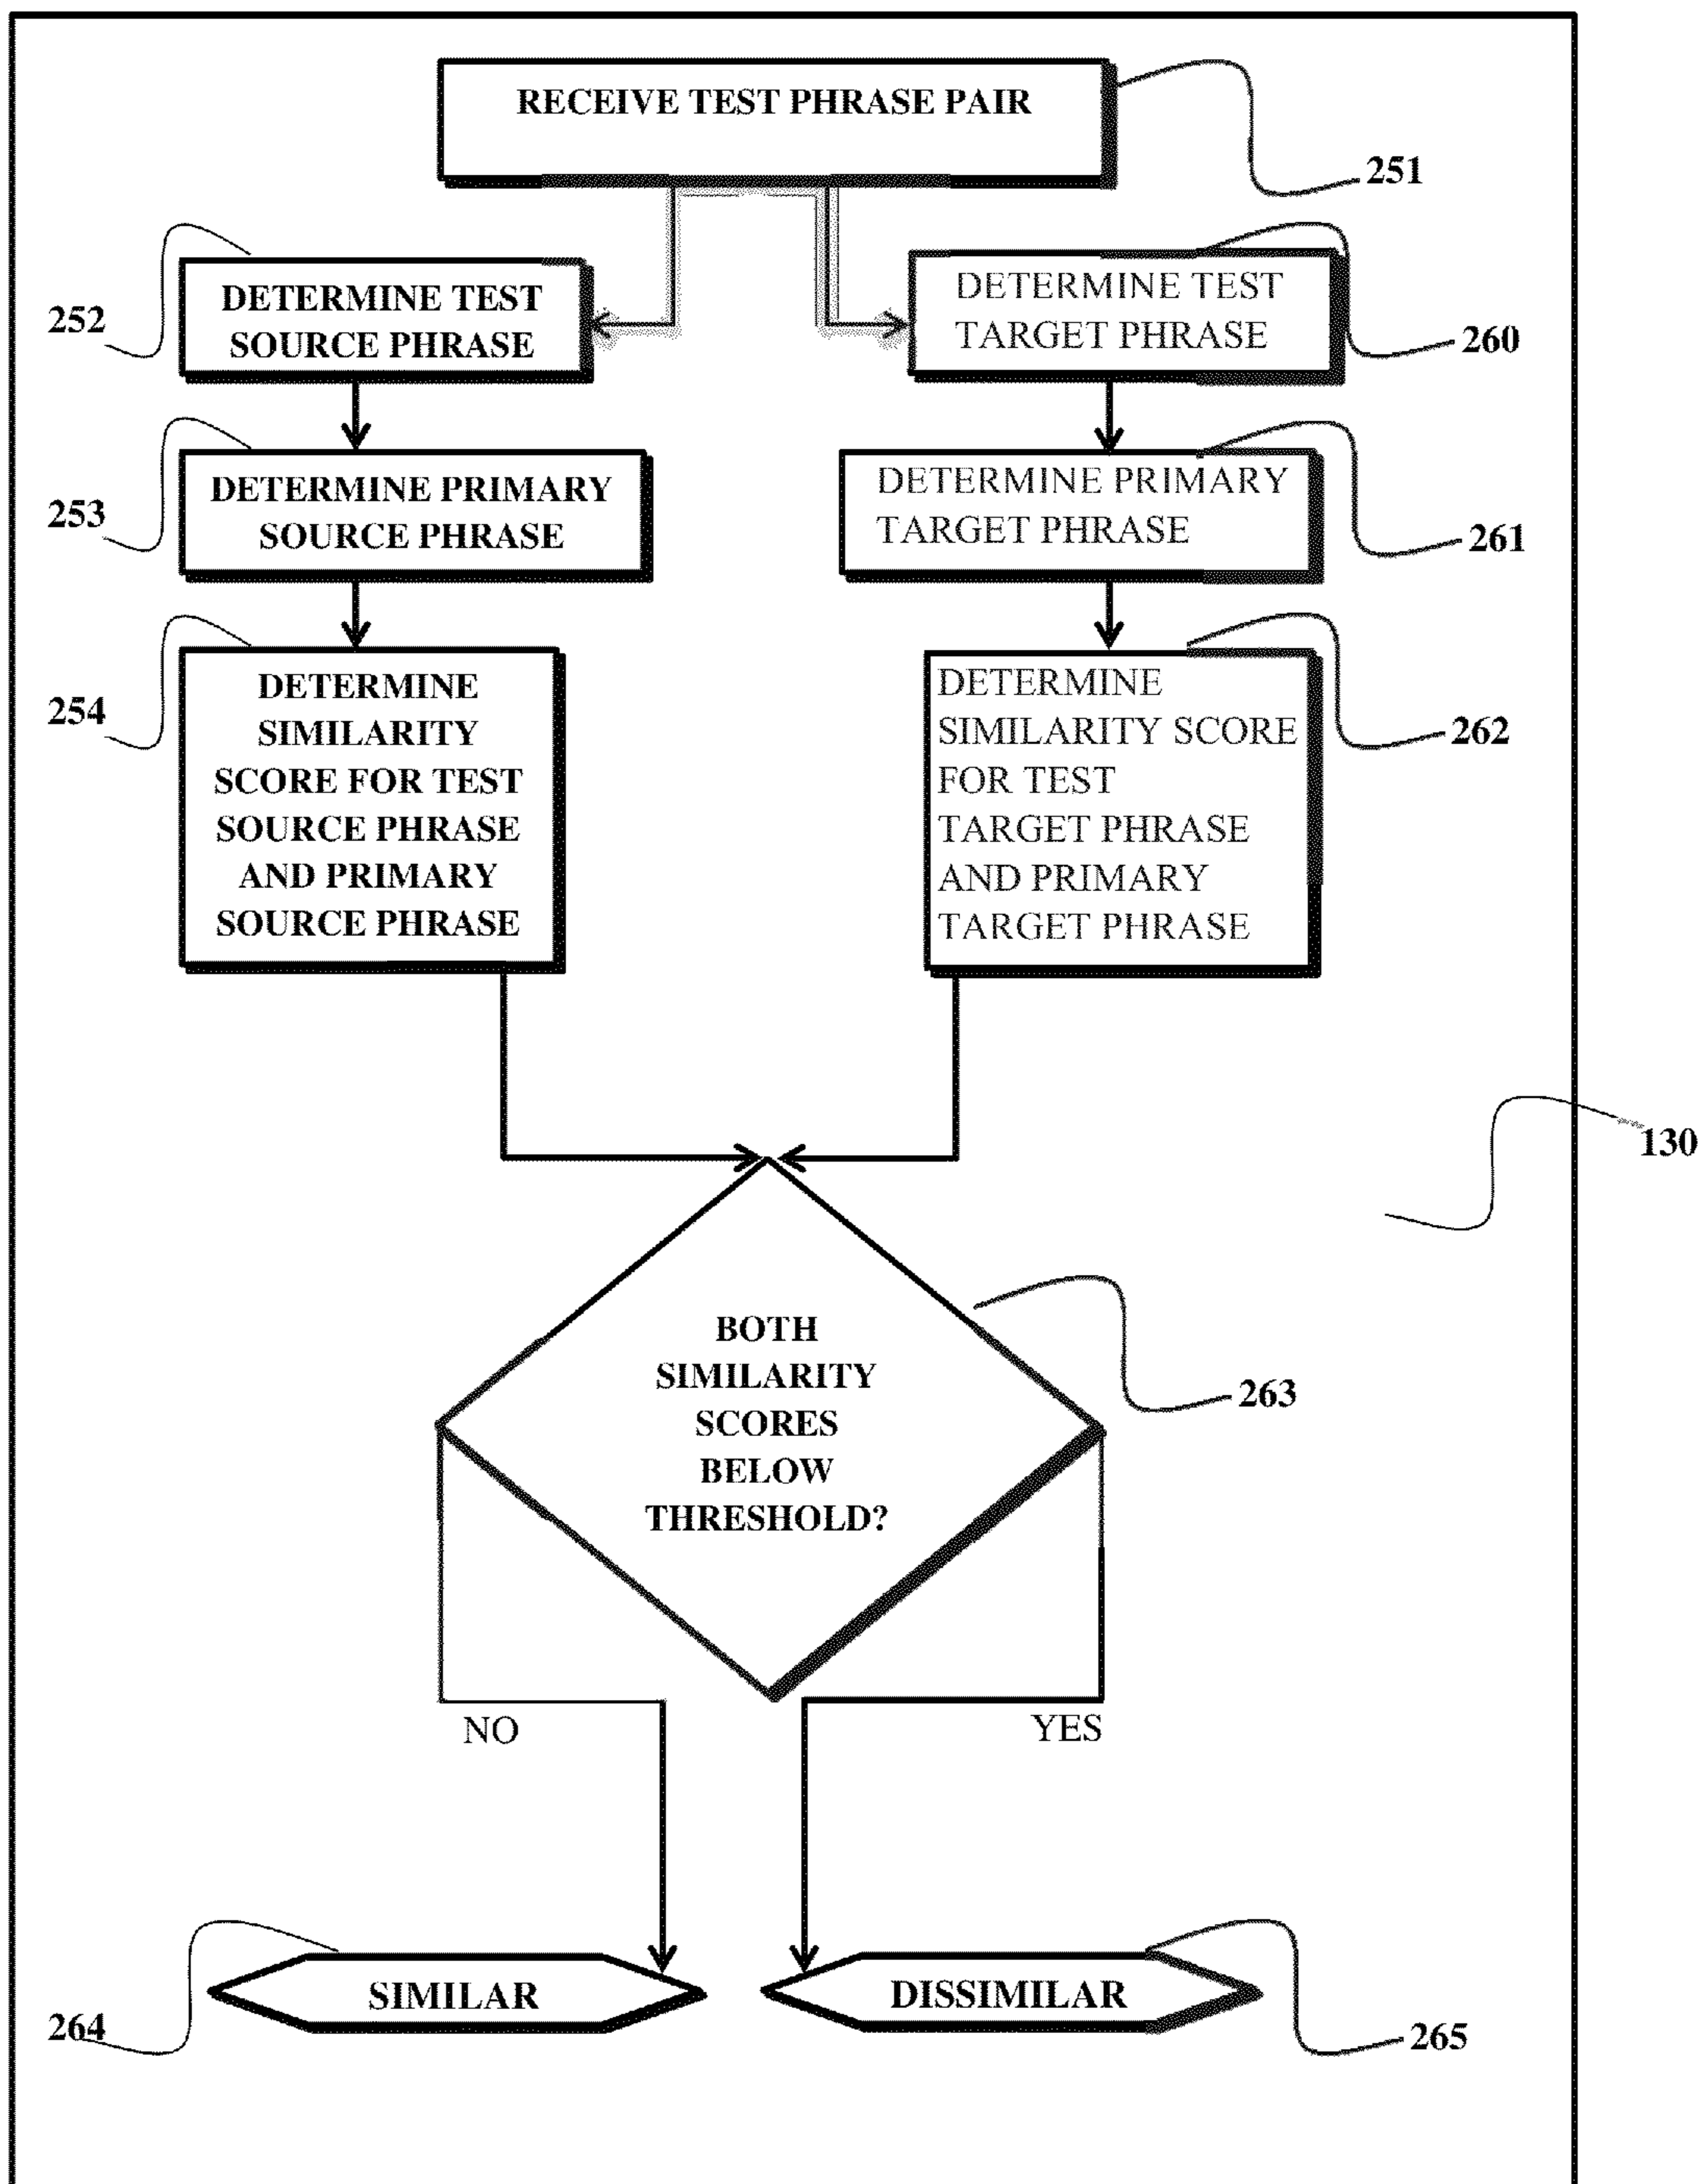 RECEIVE TEST PHRASE PAIR
251
252
DETERMINE TEST
SOURCE PHRASE
DETERMINE TEST
TARGET PHRASE
260
253
DETERMINE PRIMARY
SOURCE PHRASE
DETERMINE PRIMARY
TARGET PHRASE
261
254
DETERMINE
SIMILARITY
SCORE FOR TEST
SOURCE PHRASE
AND PRIMARY
SOURCE PHRASE
DETERMINE
SIMILARITY SCORE
FOR TEST
TARGET PHRASE
AND PRIMARY
TARGET PHRASE
262
130
BOTH
SIMILARITY
SCORES
BELOW
THRESHOLD?
263
NO
YES
264
SIMILAR
DISSIMILAR
265